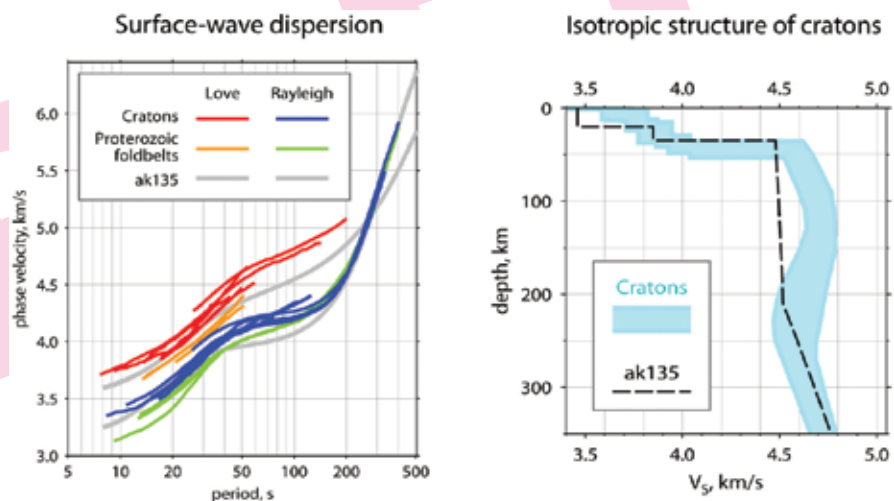 Surface-wave dispersion
Love Rayleigh
Cratons
Proterozoic
foldbelts
ak135
phase velocity, km/s
6.0
5.5
5.0
4.5
4.0
3.5
3.0
5 10 20 50 100 200 500
period, s
Isotropic structure of cratons
3.5 4.0 4.5 5.0
0
100
200
300
depth, km
Cratons
ak135
3.5 4.0 4.5 5.0
Vs, km/s